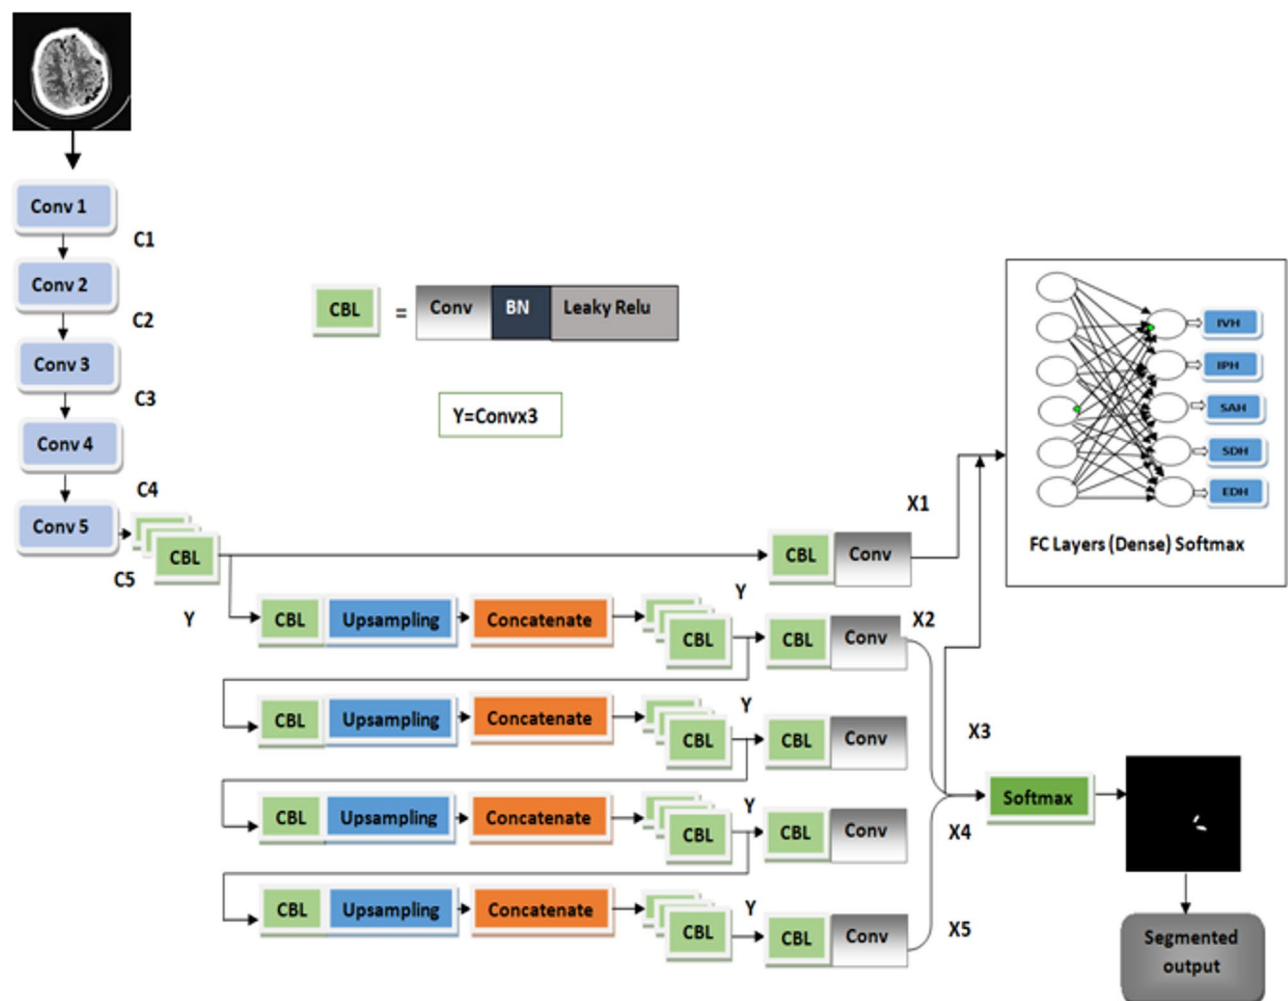 Conv 1
C1
Conv 2
C2
Conv 3
C3
Conv 4
C4
Conv 5
C5
CBL
Y
CBL
=
Conv
BN
Leaky Relu
Y=Convx3
IVH
IPH
SAH
SDH
EDH
FC Layers (Dense) Softmax
X1
CBL
Conv
CBL
Upsampling
Concatenate
Y
CBL
CBL
Conv
X2
CBL
Upsampling
Concatenate
Y
CBL
CBL
Conv
X3
CBL
Upsampling
Concatenate
Y
CBL
CBL
Conv
X4
CBL
Upsampling
Concatenate
Y
CBL
CBL
Conv
X5
Softmax
Segmented
output